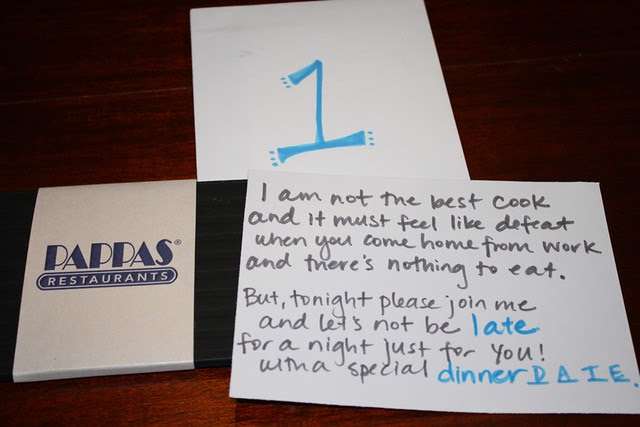 1
PAPPAS®
RESTAURANTS
I am not the best cook
and it must feel like defeat
when you come home from work
and there's nothing to eat.
But, tonight please join me
and let's not be late
for a night just for you!
with a special dinner DATE.